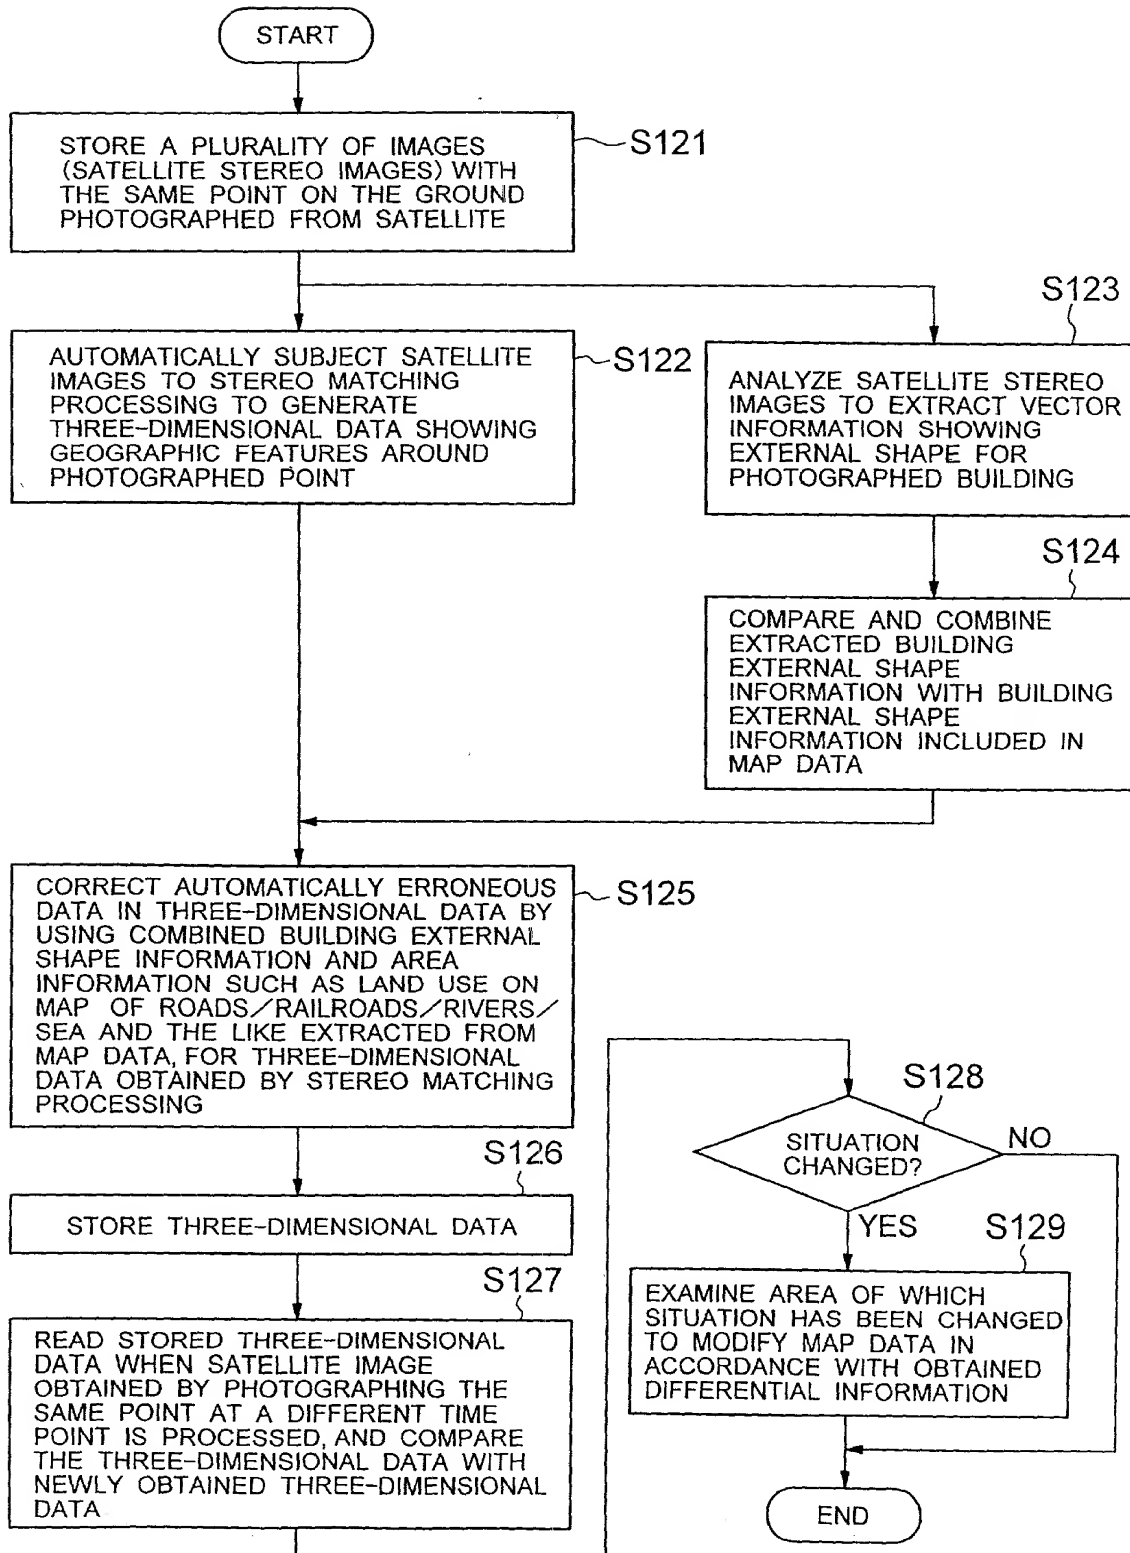 START
S121
STORE A PLURALITY OF IMAGES
(SATELLITE STEREO IMAGES) WITH
THE SAME POINT ON THE GROUND
PHOTOGRAPHED FROM SATELLITE
S122
AUTOMATICALLY SUBJECT SATELLITE
IMAGES TO STEREO MATCHING
PROCESSING TO GENERATE
THREE-DIMENSIONAL DATA SHOWING
GEOGRAPHIC FEATURES AROUND
PHOTOGRAPHED POINT
S123
ANALYZE SATELLITE STEREO
IMAGES TO EXTRACT VECTOR
INFORMATION SHOWING
EXTERNAL SHAPE FOR
PHOTOGRAPHED BUILDING
S124
COMPARE AND COMBINE
EXTRACTED BUILDING
EXTERNAL SHAPE
INFORMATION WITH BUILDING
EXTERNAL SHAPE
INFORMATION INCLUDED IN
MAP DATA
S125
CORRECT AUTOMATICALLY ERRONEOUS
DATA IN THREE-DIMENSIONAL DATA BY
USING COMBINED BUILDING EXTERNAL
SHAPE INFORMATION AND AREA
INFORMATION SUCH AS LAND USE ON
MAP OF ROADS/RAILROADS/RIVERS/
SEA AND THE LIKE EXTRACTED FROM
MAP DATA, FOR THREE-DIMENSIONAL
DATA OBTAINED BY STEREO MATCHING
PROCESSING
S126
STORE THREE-DIMENSIONAL DATA
S127
READ STORED THREE-DIMENSIONAL
DATA WHEN SATELLITE IMAGE
OBTAINED BY PHOTOGRAPHING THE
SAME POINT AT A DIFFERENT TIME
POINT IS PROCESSED, AND COMPARE
THE THREE-DIMENSIONAL DATA WITH
NEWLY OBTAINED THREE-DIMENSIONAL
DATA
S128
SITUATION
CHANGED?
NO
YES
S129
EXAMINE AREA OF WHICH
SITUATION HAS BEEN CHANGED
TO MODIFY MAP DATA IN
ACCORDANCE WITH OBTAINED
DIFFERENTIAL INFORMATION
END